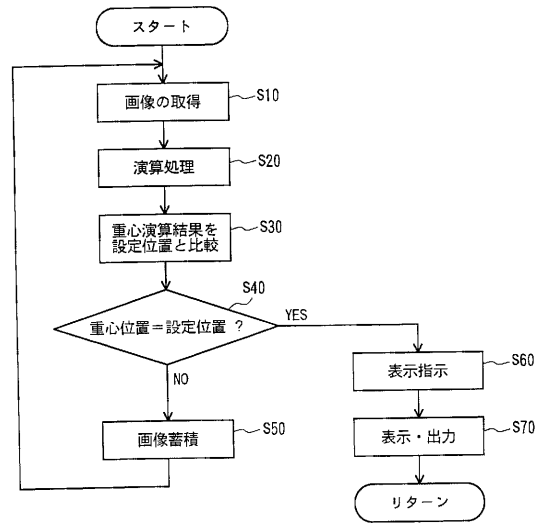 スタート
画像の取得
S10
演算処理
S20
重心演算結果を
設定位置と比較
S30
重心位置＝設定位置 ？
S40
YES
NO
画像蓄積
S50
表示指示
S60
表示・出力
S70
リターン